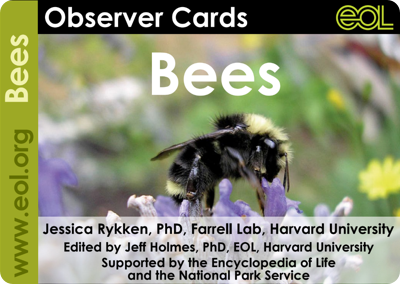 Observer Cards
eol
Bees
www.eol.org Bees
Jessica Rykken, PhD, Farrell Lab, Harvard University
Edited by Jeff Holmes, PhD, EOL, Harvard University
Supported by the Encyclopedia of Life
and the National Park Service